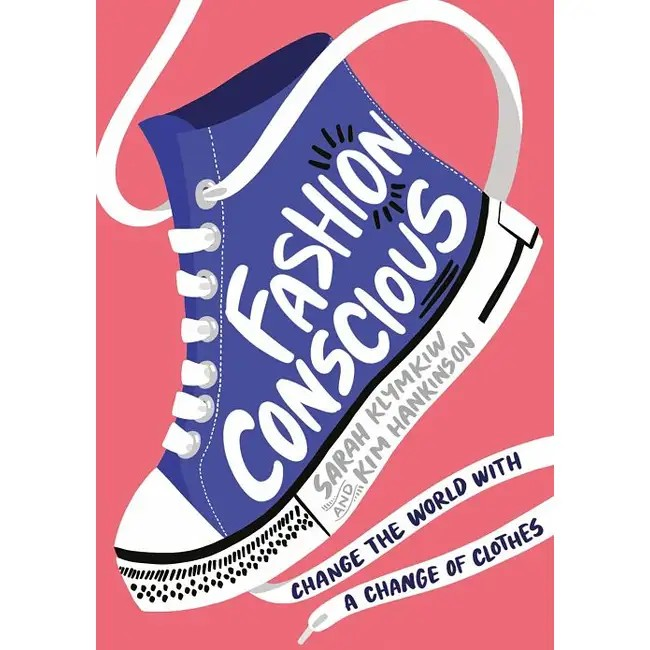 FASHION
CONSCIOUS
SARAH KLYMKIW
AND KIM HANKINSON
CHANGE THE WORLD WITH
A CHANGE OF CLOTHES